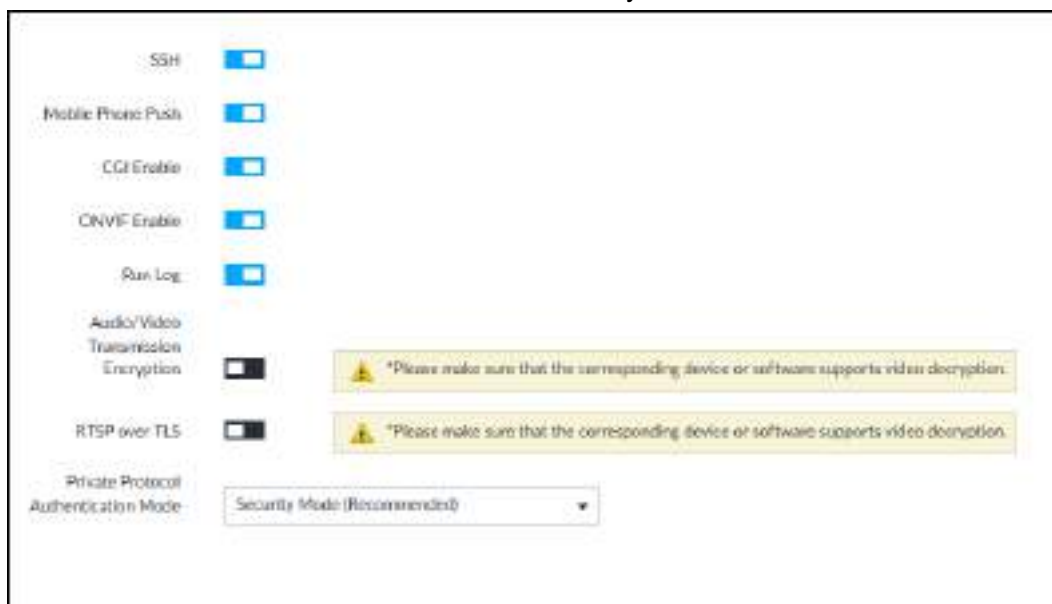 SSH
Mobile Phone Push
CGI Enable
ONVIF Enable
Run Log
Audio/Video
Transmission
Encryption
*Please make sure that the corresponding device or software supports video decryption.
RTSP over TLS
*Please make sure that the corresponding device or software supports video decryption.
Private Protocol
Authentication Mode
Security Mode (Recommended)